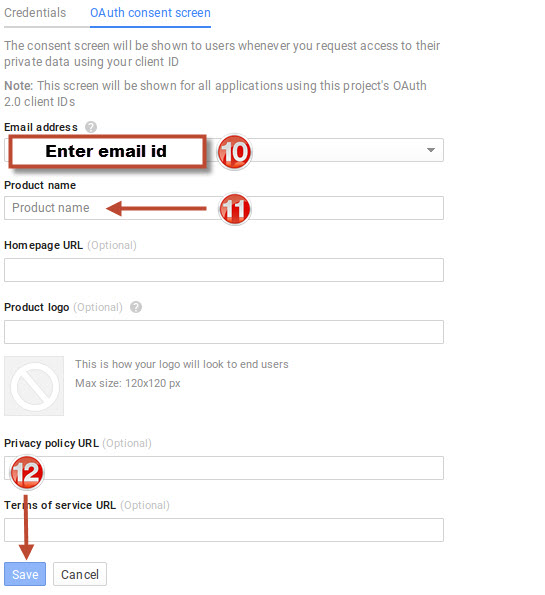 Credentials OAuth consent screen
The consent screen will be shown to users whenever you request access to their
private data using your client ID
Note: This screen will be shown for all applications using this project's OAuth
2.0 client IDs
Email address ?
Enter email id 10
Product name
Product name 11
Homepage URL (Optional)
Product logo (Optional) ?
This is how your logo will look to end users
Max size: 120x120 px
Privacy policy URL (Optional)
12
Terms of service URL (Optional)
Save Cancel